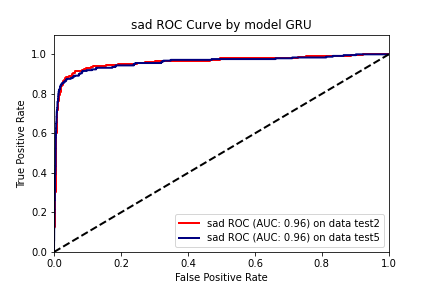 sad ROC Curve by model GRU
True Positive Rate
1.0
0.8
0.6
0.4
0.2
0.0
sad ROC (AUC: 0.96) on data test2
sad ROC (AUC: 0.96) on data test5
0.0 0.2 0.4 0.6 0.8 1.0
False Positive Rate